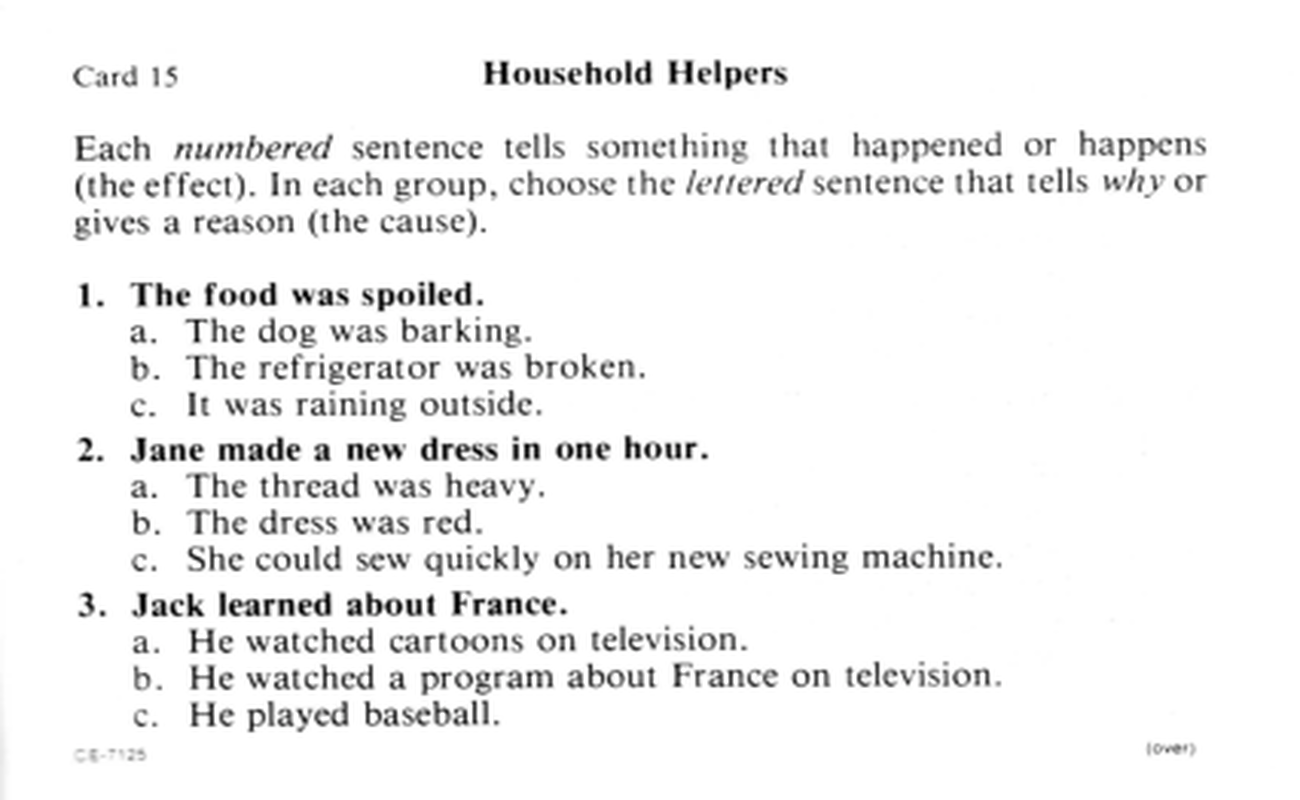 Card 15
Household Helpers
Each numbered sentence tells something that happened or happens
(the effect). In each group, choose the lettered sentence that tells why or
gives a reason (the cause).
1. The food was spoiled.
a. The dog was barking.
b. The refrigerator was broken.
c. It was raining outside.
2. Jane made a new dress in one hour.
a. The thread was heavy.
b. The dress was red.
c. She could sew quickly on her new sewing machine.
3. Jack learned about France.
a. He watched cartoons on television.
b. He watched a program about France on television.
c. He played baseball.
CE-7125
(over)